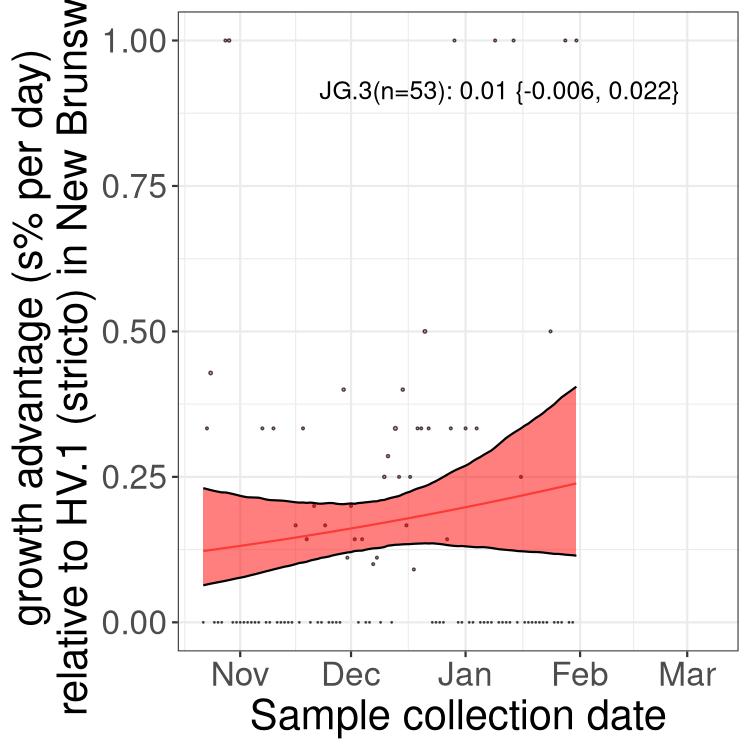 growth advantage (s% per day)
relative to HV.1 (stricto) in New Brunsw
1.00
0.75
0.50
0.25
0.00
JG.3(n=53): 0.01 {-0.006, 0.022}
Nov Dec Jan Feb Mar
Sample collection date